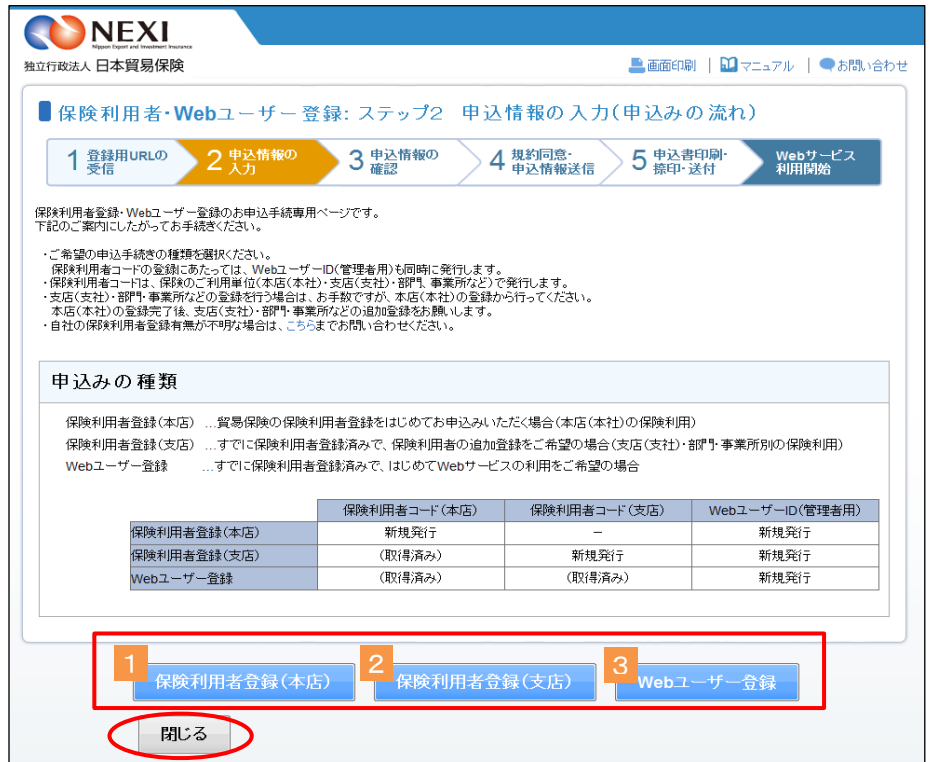 NEXI
Nippon Export and Investment Insurance
独立行政法人 日本貿易保険
画面印刷 | マニュアル | お問い合わせ
保険利用者・Webユーザー登録: ステップ2 申込情報の入力(申込みの流れ)
1 登録用URLの受信
2 申込情報の入力
3 申込情報の確認
4 規約同意・申込情報送信
5 申込書印刷・捺印・送付
Webサービス利用開始
保険利用者登録・Webユーザー登録のお申込手続専用ページです。
下記のご案内にしたがってお手続きください。
・ご希望の申込手続きの種類を選択ください。
保険利用者コードの登録にあたっては、WebユーザーID(管理者用)も同時に発行します。
・保険利用者コードは、保険のご利用単位(本店(本社)・支店(支社)・部門、事業所など)で発行します。
・支店(支社)・部門・事業所などの登録を行う場合は、お手数ですが、本店(本社)の登録から行ってください。
本店(本社)の登録完了後、支店(支社)・部門・事業所などの追加登録をお願いします。
・自社の保険利用者登録有無が不明な場合は、こちらまでお問い合わせください。
申込みの種類
保険利用者登録(本店) …貿易保険の保険利用者登録をはじめてお申込みいただく場合(本店(本社)の保険利用)
保険利用者登録(支店) …すでに保険利用者登録済みで、保険利用者の追加登録をご希望の場合(支店(支社)・部門・事業所別の保険利用)
Webユーザー登録 …すでに保険利用者登録済みで、はじめてWebサービスの利用をご希望の場合
保険利用者コード(本店) 保険利用者コード(支店) WebユーザーID(管理者用)
保険利用者登録(本店) 新規発行 － 新規発行
保険利用者登録(支店) (取得済み) 新規発行 新規発行
Webユーザー登録 (取得済み) (取得済み) 新規発行
1 保険利用者登録(本店)
2 保険利用者登録(支店)
3 Webユーザー登録
閉じる